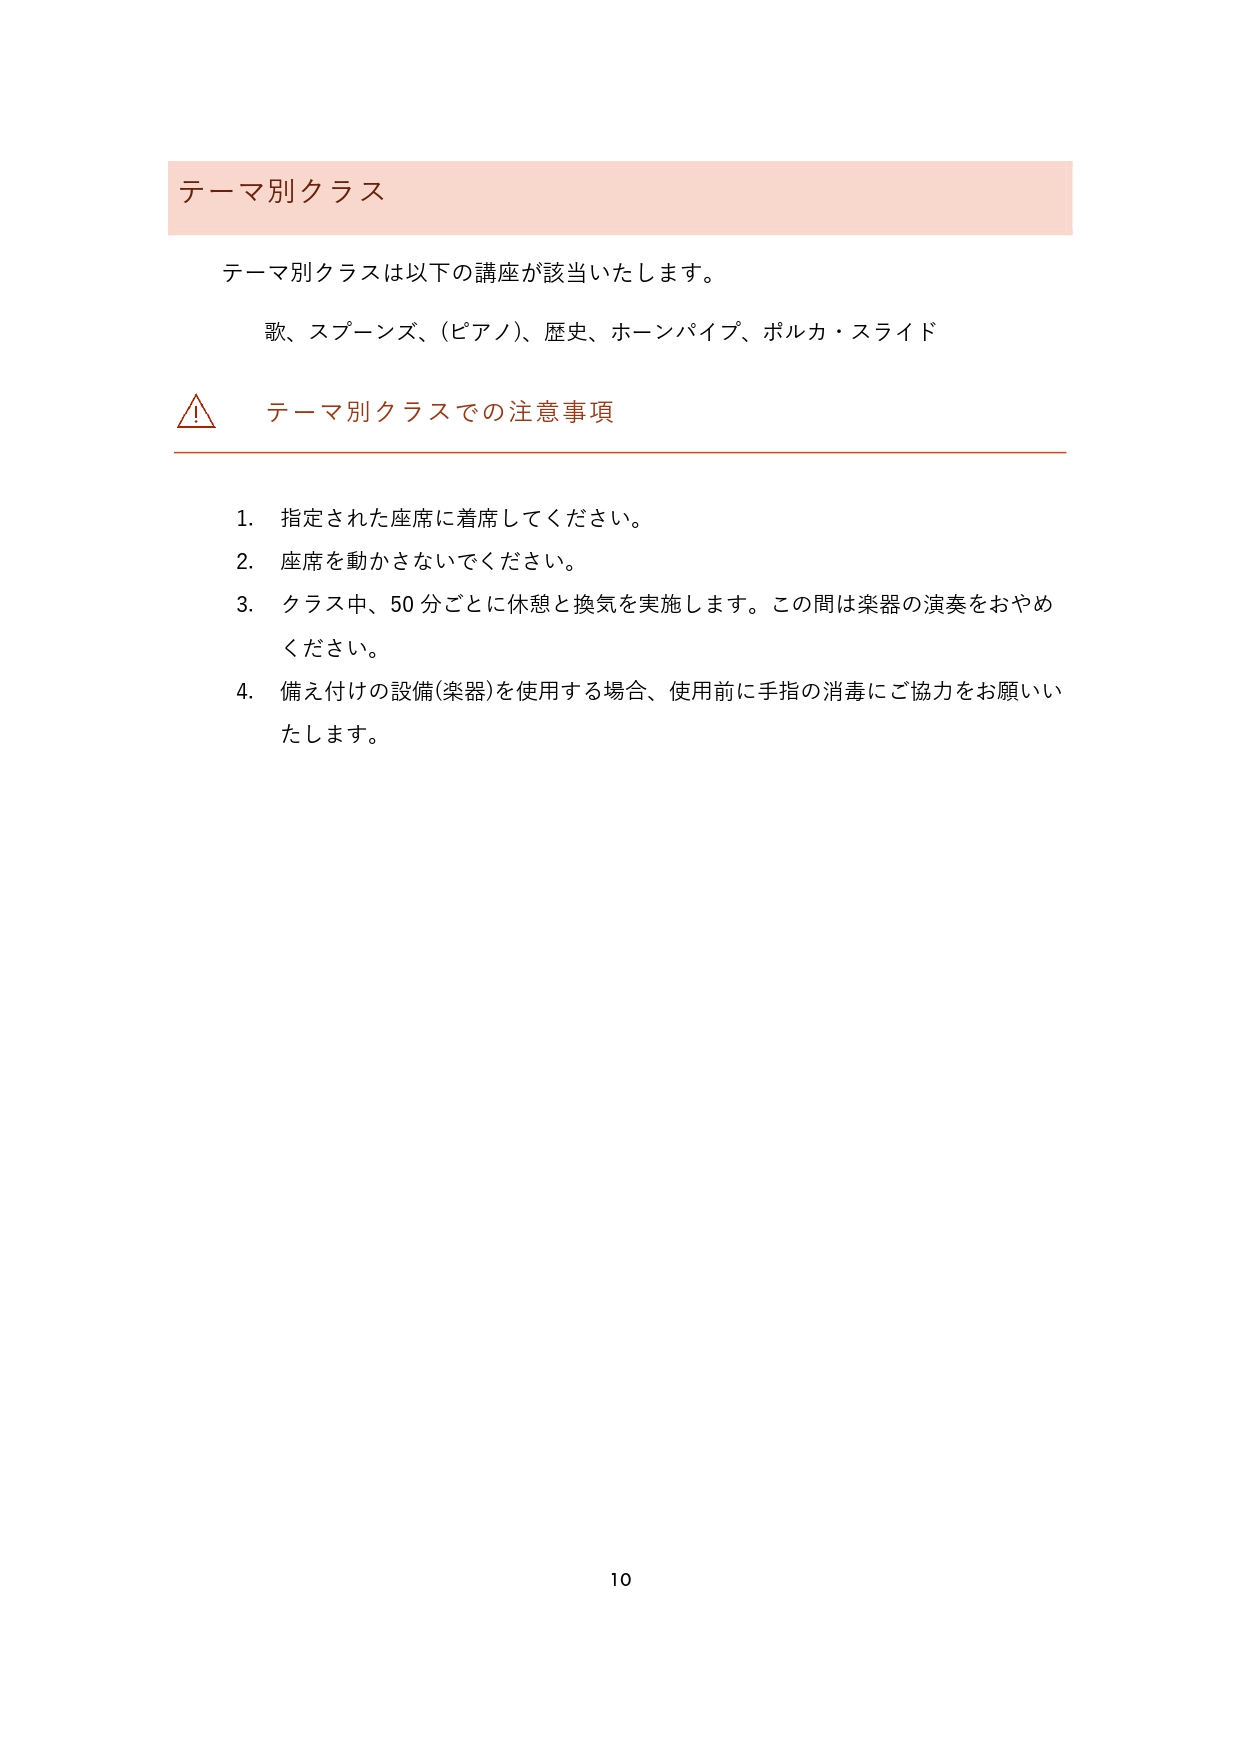 テーマ別クラス
テーマ別クラスは以下の講座が該当いたします。
歌、スプーンズ、(ピアノ)、歴史、ホーンパイプ、ポルカ・スライド
テーマ別クラスでの注意事項
1. 指定された座席に着席してください。
2. 座席を動かさないでください。
3. クラス中、50 分ごとに休憩と換気を実施します。この間は楽器の演奏をおやめ
ください。
4. 備え付けの設備(楽器)を使用する場合、使用前に手指の消毒にご協力をお願いい
たします。
10